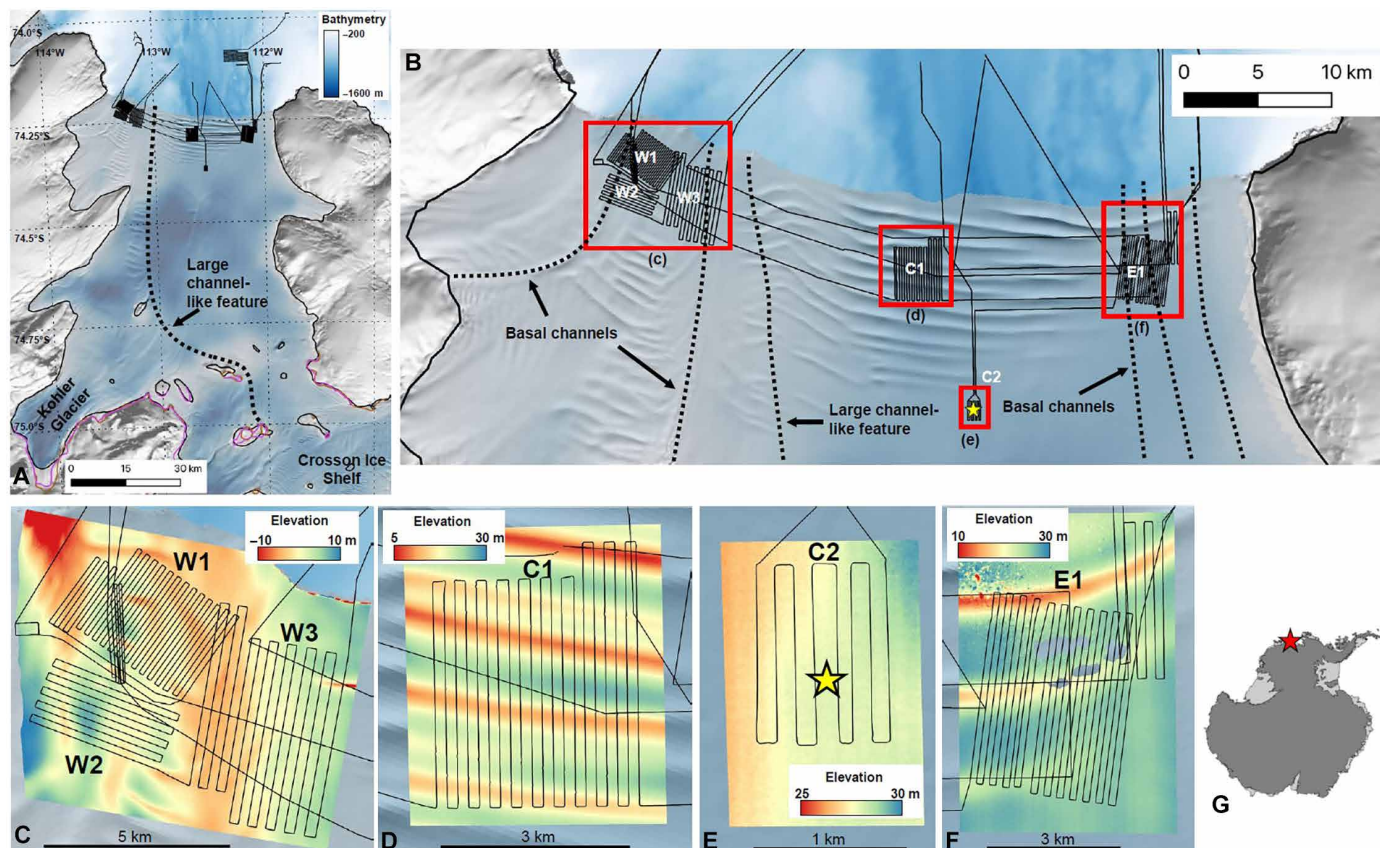 Bathymetry
–200
–1600 m
74.0°S
114°W
113°W
112°W
74.25°S
74.5°S
74.75°S
75.0°S
Large
channel-
like feature
Kohler
Glacier
Crosson Ice
Shelf
0 15 30 km
A
B
0 5 10 km
W1
W2
W3
(c)
C1
(d)
E1
(f)
C2
(e)
Basal channels
Large channel-
like feature
Basal channels
Elevation
–10 10 m
W1
W3
W2
C
5 km
Elevation
5 30 m
C1
D
3 km
C2
Elevation
25 30 m
E
1 km
Elevation
10 30 m
E1
F
3 km
G